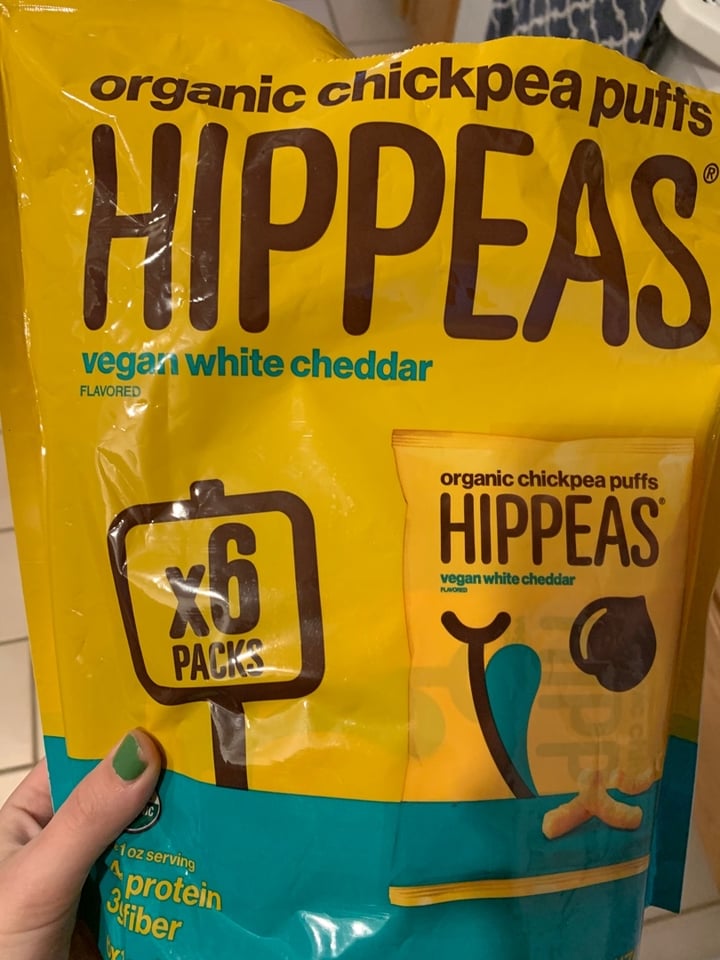 organic chickpea puffs
HIPPEAS®
vegan white cheddar
FLAVORED
x6
PACKS
organic chickpea puffs
HIPPEAS®
vegan white cheddar
FLAVORED
1 oz serving
protein
3g fiber